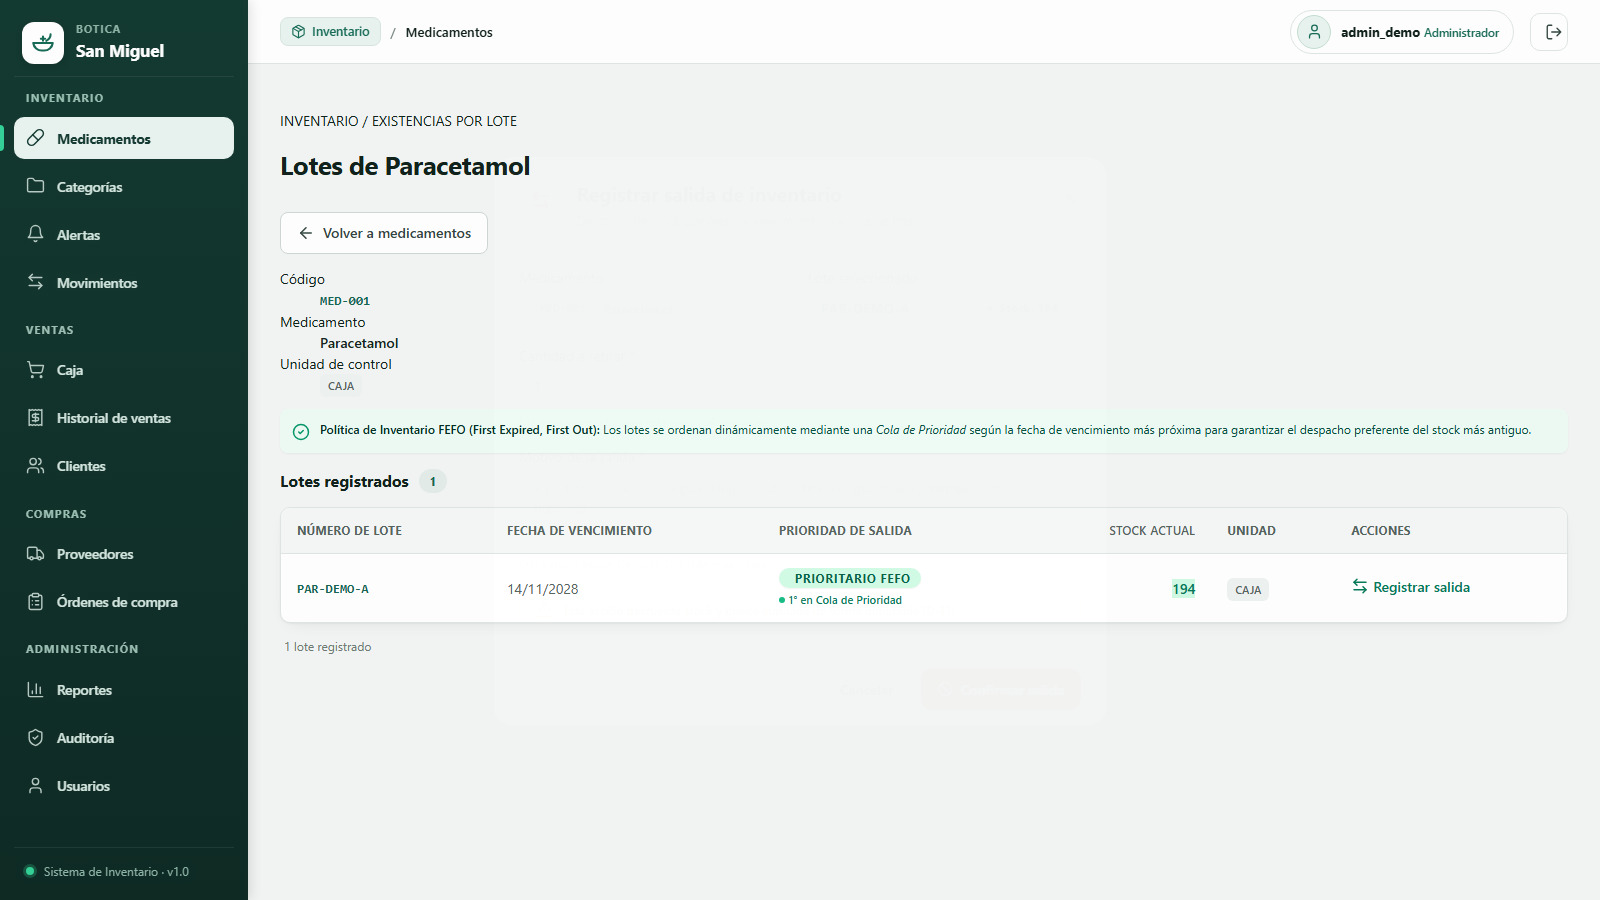 BOTICA
San Miguel
INVENTARIO
Medicamentos
Categorías
Alertas
Movimientos
VENTAS
Caja
Historial de ventas
Clientes
COMPRAS
Proveedores
Órdenes de compra
ADMINISTRACIÓN
Reportes
Auditoría
Usuarios
Sistema de Inventario · v1.0
Inventario / Medicamentos
admin_demo Administrador
INVENTARIO / EXISTENCIAS POR LOTE
Lotes de Paracetamol
Registrar salida de inventario
Volver a medicamentos
Código
MED-001
Medicamento
Paracetamol
Unidad de control
CAJA
Política de Inventario FEFO (First Expired, First Out): Los lotes se ordenan dinámicamente mediante una Cola de Prioridad según la fecha de vencimiento más próxima para garantizar el despacho preferente del stock más antiguo.
Lotes registrados 1
NÚMERO DE LOTE FECHA DE VENCIMIENTO PRIORIDAD DE SALIDA STOCK ACTUAL UNIDAD ACCIONES
PAR-DEMO-A 14/11/2028 PRIORITARIO FEFO 194 CAJA Registrar salida
1° en Cola de Prioridad
1 lote registrado